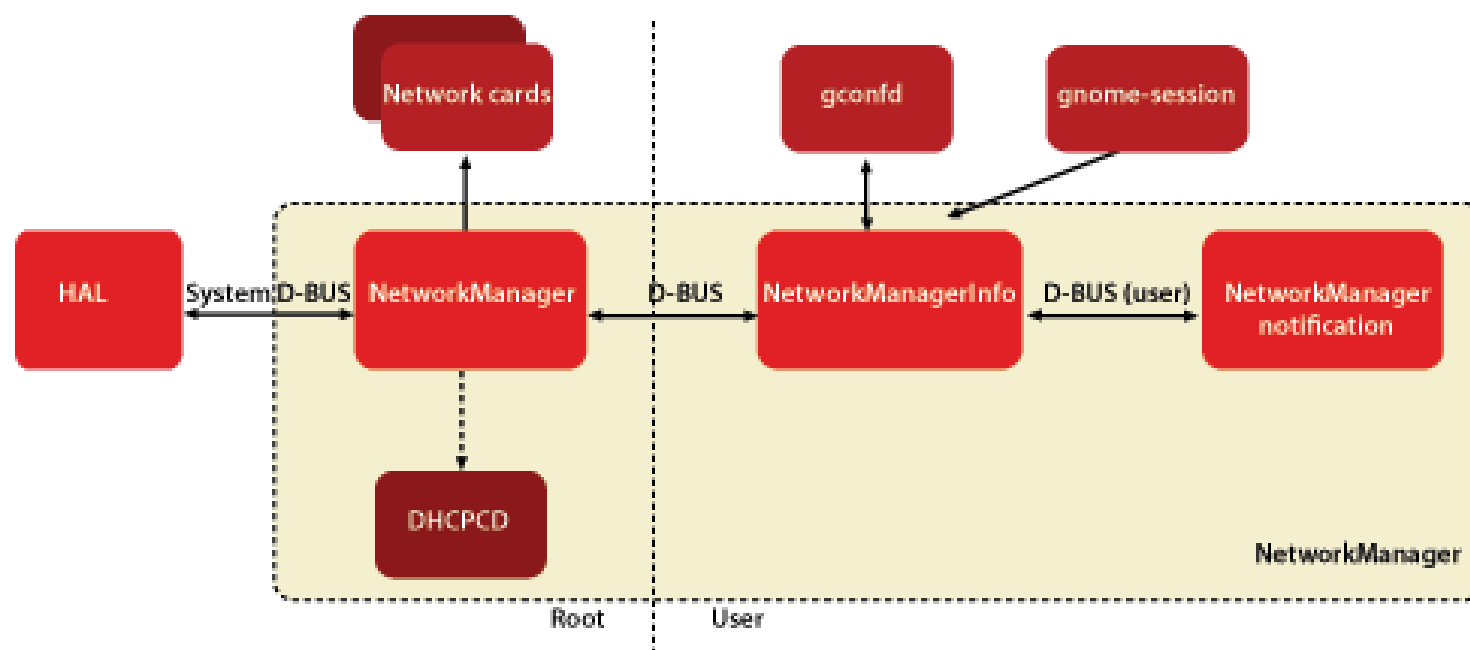 Network cards
gconfd
gnome-session
HAL
System D-BUS
NetworkManager
D-BUS
NetworkManagerInfo
D-BUS (user)
NetworkManager
notification
DHCPCD
NetworkManager
Root
User